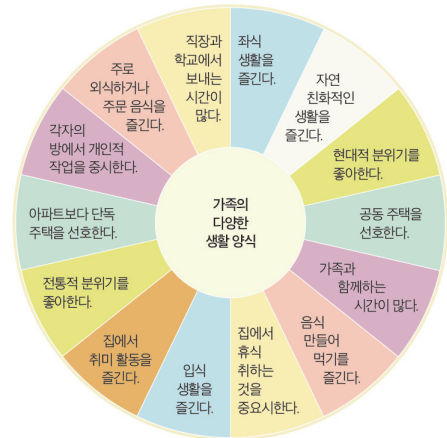 가족의
다양한
생활 양식
좌식
생활을
즐긴다.
자연
친화적인
생활을
즐긴다.
현대적 분위기를
좋아한다.
공동 주택을
선호한다.
가족과
함께하는
시간이 많다.
음식
만들어
먹기를
즐긴다.
집에서
휴식
취하는
것을
중요시한다.
입식
생활을
즐긴다.
집에서
취미 활동을
즐긴다.
전통적 분위기를
좋아한다.
아파트보다 단독
주택을 선호한다.
각자의
방에서 개인적
작업을 중시한다.
주로
외식하거나
주문 음식을
즐긴다.
직장과
학교에서
보내는
시간이
많다.